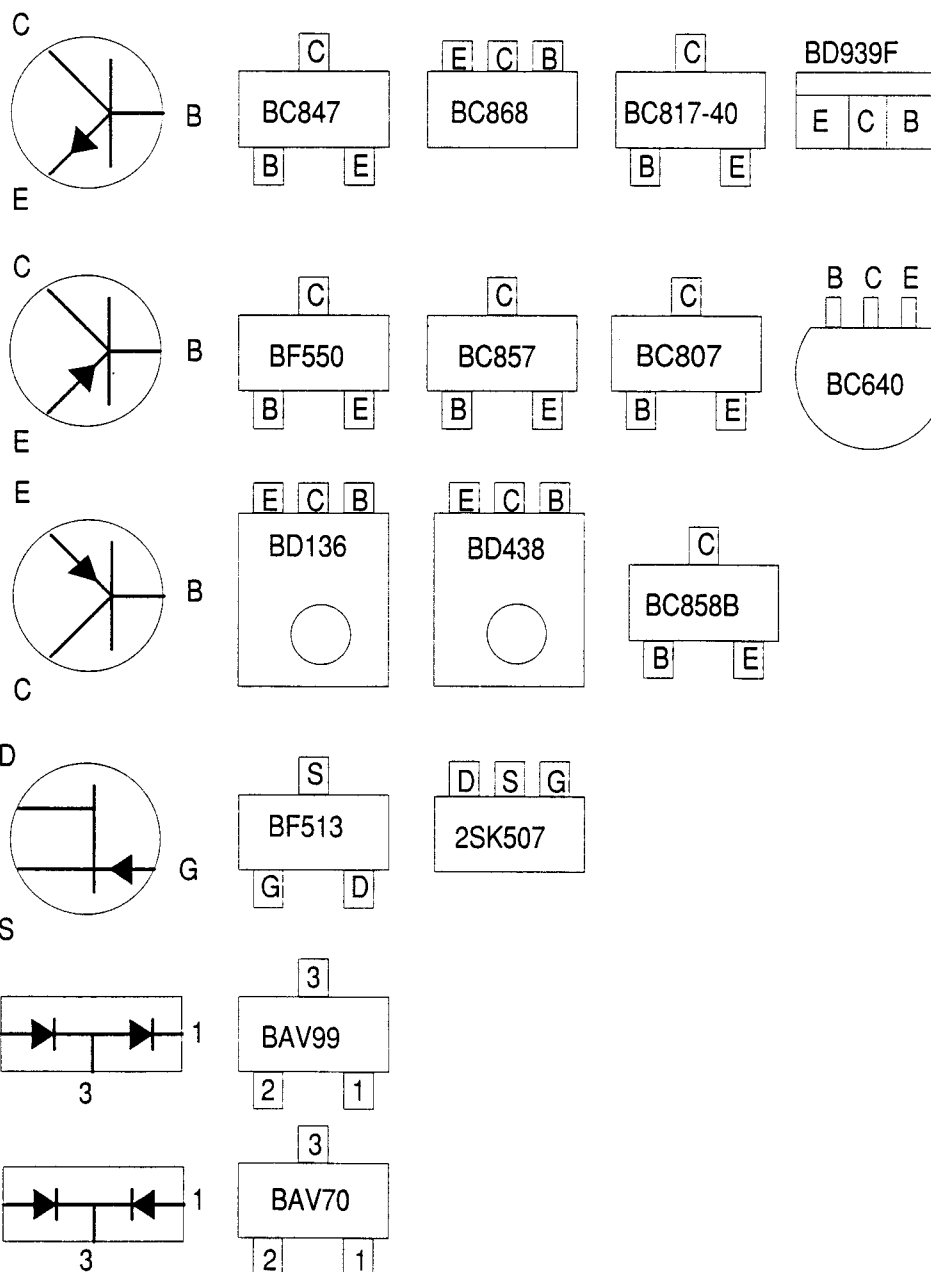 C
B
E
C
BC847
B E
E C B
BC868
C
BC817-40
B E
BD939F
E C B
C
B
E
C
BF550
B E
C
BC857
B E
C
BC807
B E
B C E
BC640
E
B
C
E C B
BD136
E C B
BD438
C
BC858B
B E
D
G
S
S
BF513
G D
D S G
2SK507
1
3
3
BAV99
2 1
1
3
3
BAV70
2 1